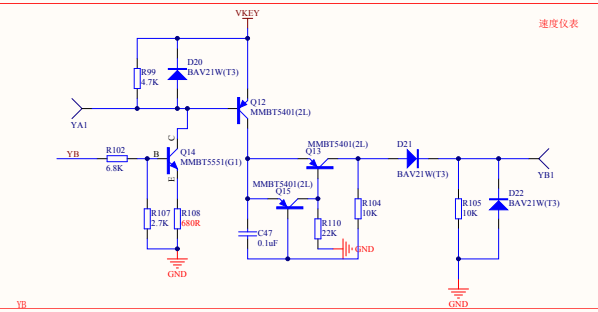 VKEY
速度仪表
D20
BAV21W(T3)
R99
4.7K
Q12
MMBT5401(2L)
YA1
YB
R102
6.8K
B
C
E
Q14
MMBT5551(G1)
MMBT5401(2L)
Q13
D21
BAV21W(T3)
YB1
MMBT5401(2L)
Q15
R107
2.7K
R108
680R
C47
0.1uF
R110
22K
R104
10K
R105
10K
D22
BAV21W(T3)
GND
GND
GND
YB